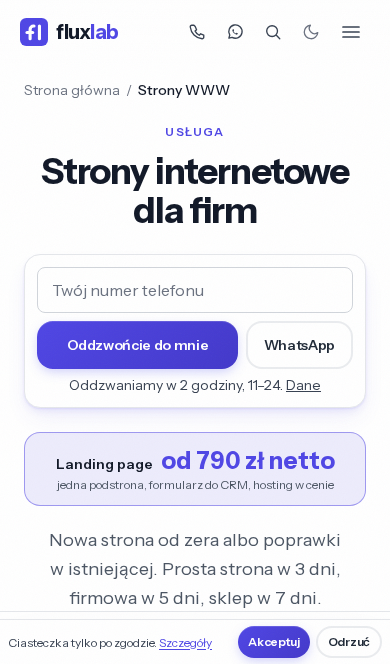 fluxlab
Strona główna / Strony WWW
USŁUGA
Strony internetowe
dla firm
Twój numer telefonu
Oddzwońcie do mnie
WhatsApp
Oddzwaniamy w 2 godziny, 11–24. Dane
Landing page od 790 zł netto
jedna podstrona, formularz do CRM, hosting w cenie
Nowa strona od zera albo poprawki
w istniejącej. Prosta strona w 3 dni,
firmowa w 5 dni, sklep w 7 dni.
Ciasteczka tylko po zgodzie. Szczegóły
Akceptuj
Odrzuć